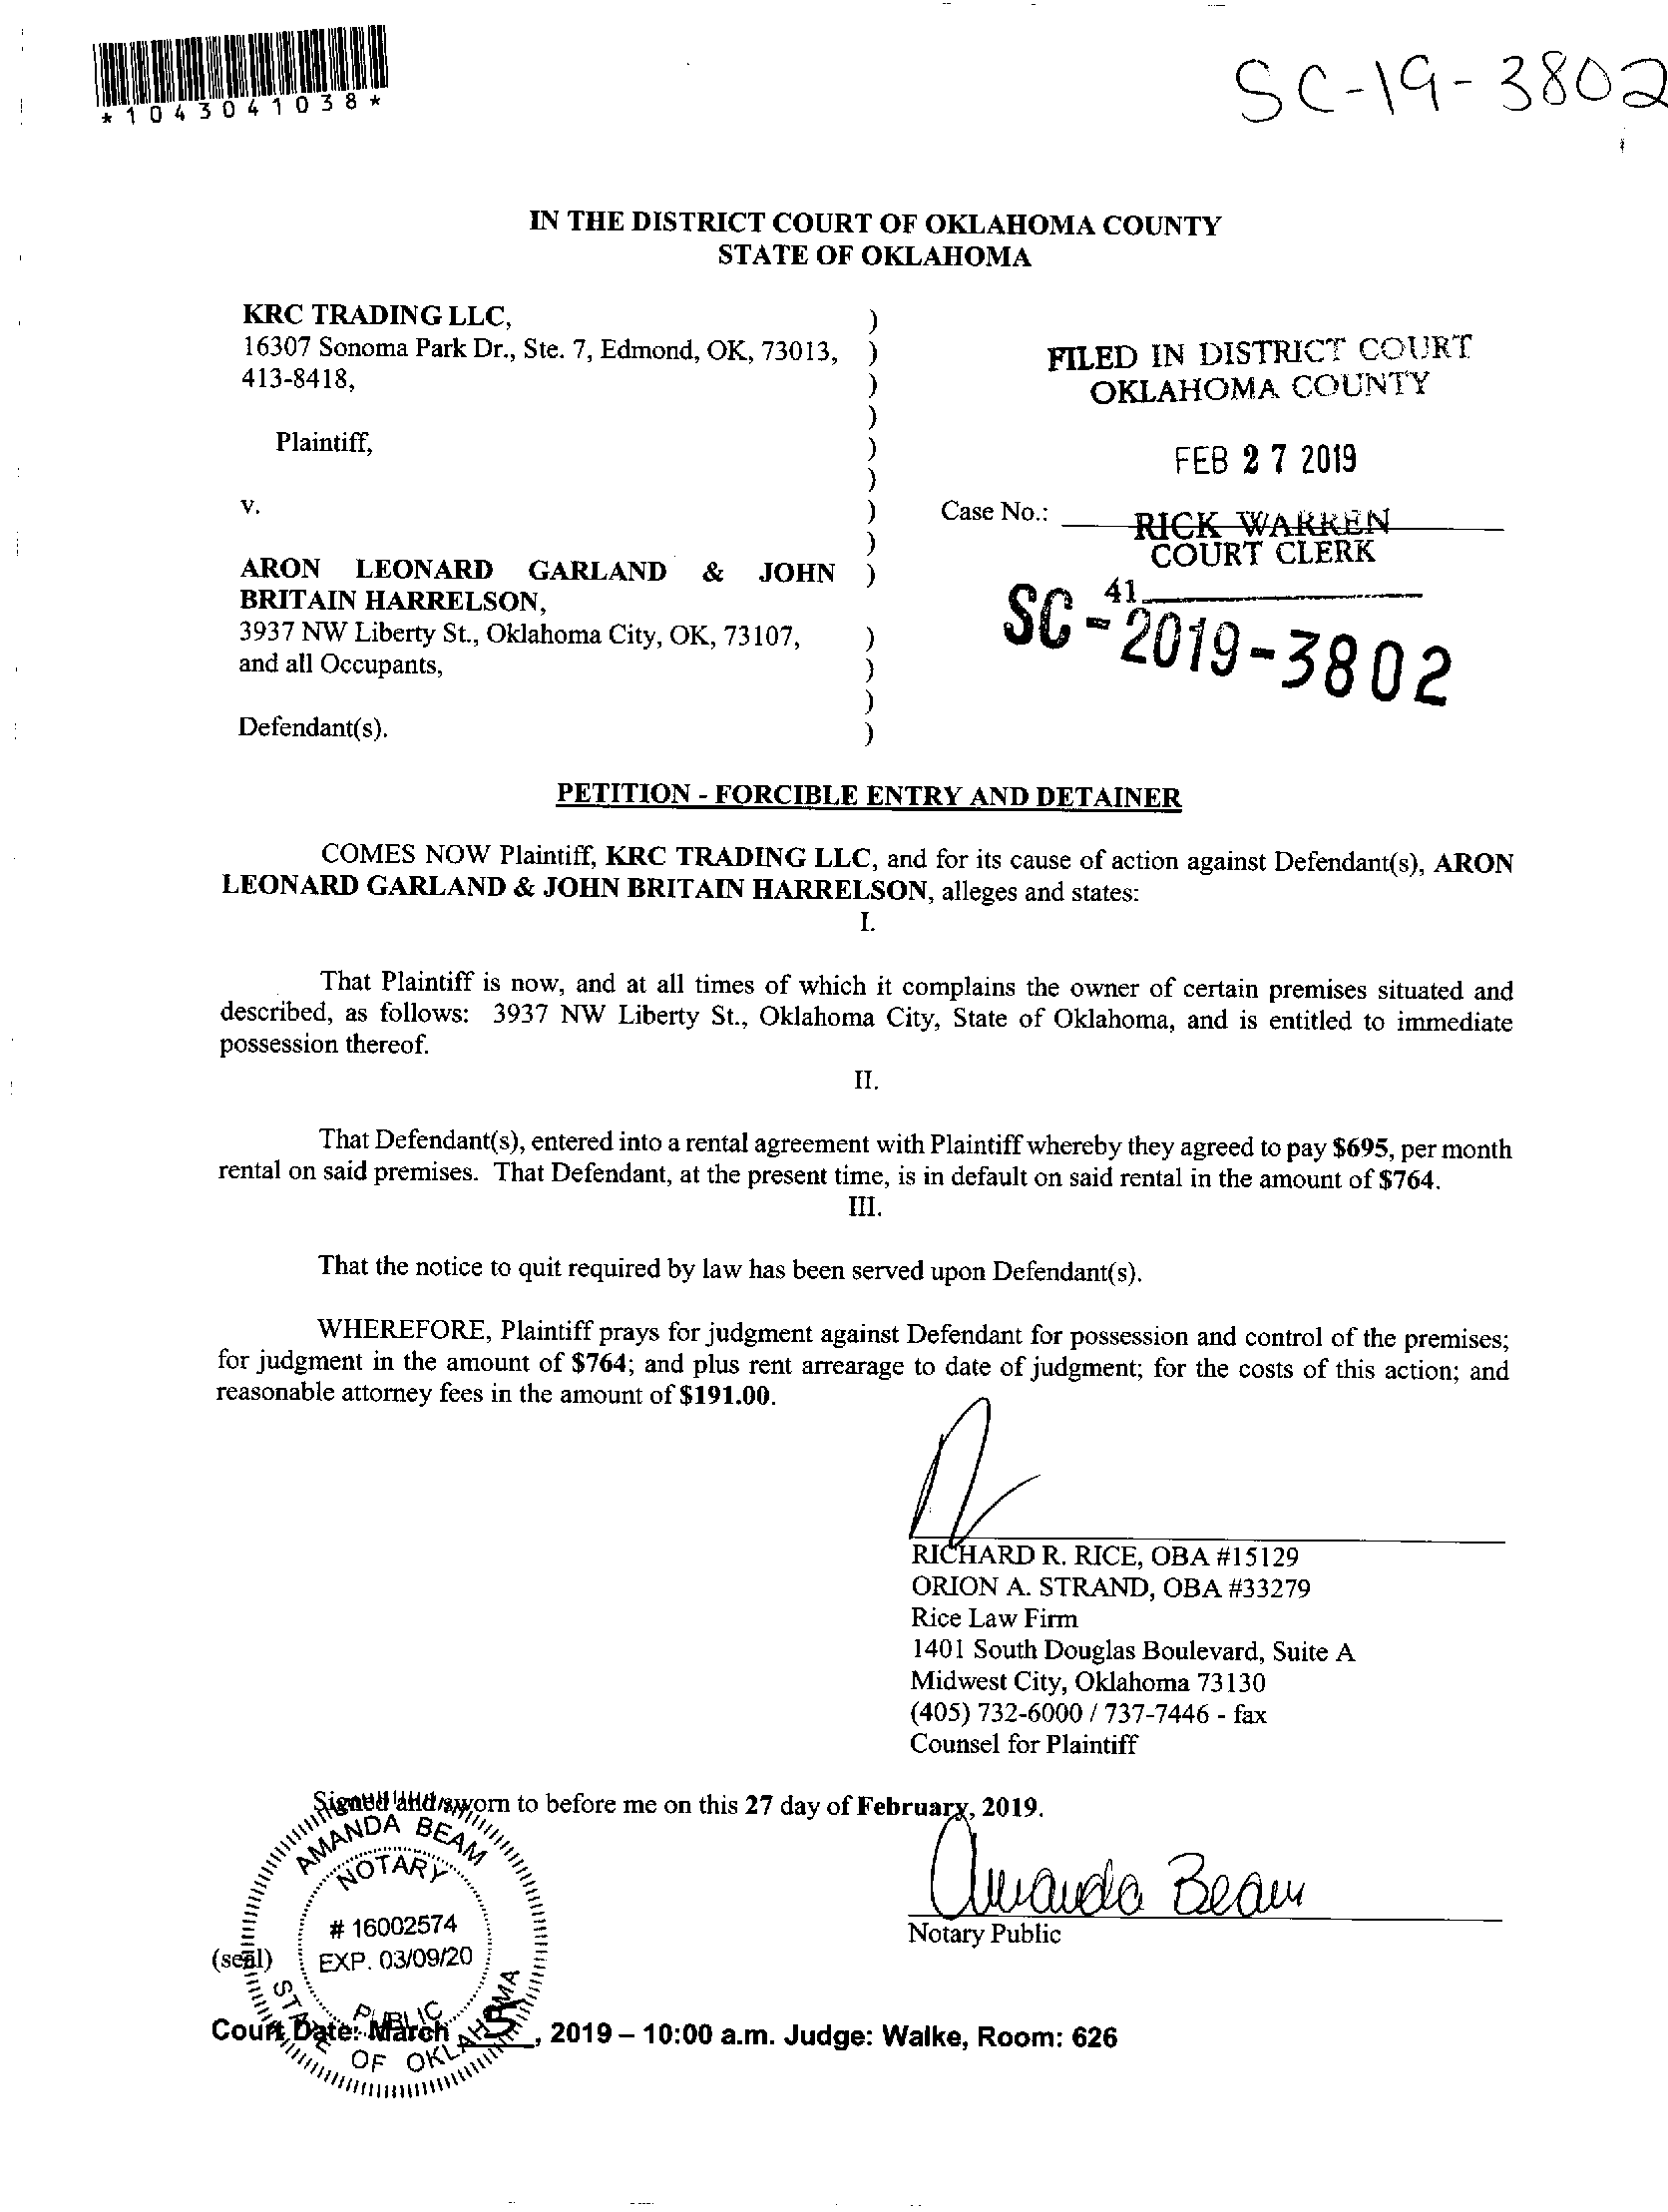 *1043041038*
SC-19-3802
IN THE DISTRICT COURT OF OKLAHOMA COUNTY
STATE OF OKLAHOMA
KRC TRADING LLC, )
16307 Sonoma Park Dr., Ste. 7, Edmond, OK, 73013, )
413-8418, )
)
Plaintiff, )
)
v. )
)
ARON LEONARD GARLAND & JOHN )
BRITAIN HARRELSON,
3937 NW Liberty St., Oklahoma City, OK, 73107, )
and all Occupants, )
)
Defendant(s). )
FILED IN DISTRICT COURT
OKLAHOMA COUNTY
FEB 27 2019
Case No.:
RICK WARREN
COURT CLERK
41
SC-2019-3802
PETITION - FORCIBLE ENTRY AND DETAINER
COMES NOW Plaintiff, KRC TRADING LLC, and for its cause of action against Defendant(s), ARON
LEONARD GARLAND & JOHN BRITAIN HARRELSON, alleges and states:
I.
That Plaintiff is now, and at all times of which it complains the owner of certain premises situated and
described, as follows: 3937 NW Liberty St., Oklahoma City, State of Oklahoma, and is entitled to immediate
possession thereof.
II.
That Defendant(s), entered into a rental agreement with Plaintiff whereby they agreed to pay $695, per month
rental on said premises. That Defendant, at the present time, is in default on said rental in the amount of $764.
III.
That the notice to quit required by law has been served upon Defendant(s).
WHEREFORE, Plaintiff prays for judgment against Defendant for possession and control of the premises;
for judgment in the amount of $764; and plus rent arrearage to date of judgment; for the costs of this action; and
reasonable attorney fees in the amount of $191.00.
RICHARD R. RICE, OBA #15129
ORION A. STRAND, OBA #33279
Rice Law Firm
1401 South Douglas Boulevard, Suite A
Midwest City, Oklahoma 73130
(405) 732-6000 / 737-7446 - fax
Counsel for Plaintiff
Signed and sworn to before me on this 27 day of February, 2019.
AMANDA BEAM
NOTARY
# 16002574
EXP. 03/09/20
PUBLIC
STATE OF OKLAHOMA
(seal)
Amanda Beam
Notary Public
Court Date: March 5, 2019 – 10:00 a.m. Judge: Walke, Room: 626